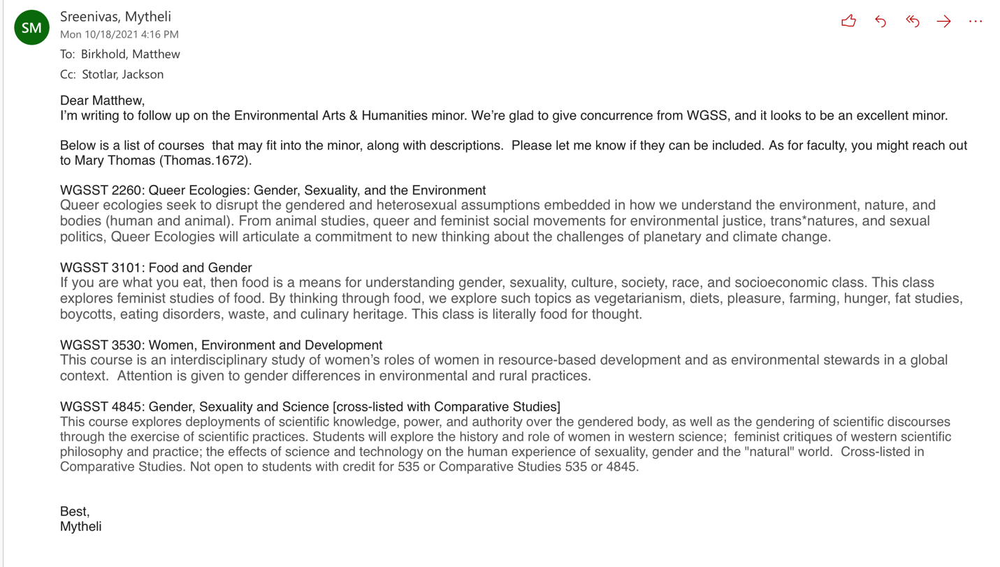 SM
Sreenivas, Mytheli
Mon 10/18/2021 4:16 PM
To: Birkhold, Matthew
Cc: Stotlar, Jackson
Dear Matthew,
I’m writing to follow up on the Environmental Arts & Humanities minor. We’re glad to give concurrence from WGSS, and it looks to be an excellent minor.
Below is a list of courses  that may fit into the minor, along with descriptions.  Please let me know if they can be included. As for faculty, you might reach out
to Mary Thomas (Thomas.1672).
WGSST 2260: Queer Ecologies: Gender, Sexuality, and the Environment
Queer ecologies seek to disrupt the gendered and heterosexual assumptions embedded in how we understand the environment, nature, and
bodies (human and animal). From animal studies, queer and feminist social movements for environmental justice, trans*natures, and sexual
politics, Queer Ecologies will articulate a commitment to new thinking about the challenges of planetary and climate change.
WGSST 3101: Food and Gender
If you are what you eat, then food is a means for understanding gender, sexuality, culture, society, race, and socioeconomic class. This class
explores feminist studies of food. By thinking through food, we explore such topics as vegetarianism, diets, pleasure, farming, hunger, fat studies,
boycotts, eating disorders, waste, and culinary heritage. This class is literally food for thought.
WGSST 3530: Women, Environment and Development
This course is an interdisciplinary study of women’s roles of women in resource-based development and as environmental stewards in a global
context.  Attention is given to gender differences in environmental and rural practices.
WGSST 4845: Gender, Sexuality and Science [cross-listed with Comparative Studies]
This course explores deployments of scientific knowledge, power, and authority over the gendered body, as well as the gendering of scientific discourses
through the exercise of scientific practices. Students will explore the history and role of women in western science;  feminist critiques of western scientific
philosophy and practice; the effects of science and technology on the human experience of sexuality, gender and the "natural" world.  Cross-listed in
Comparative Studies. Not open to students with credit for 535 or Comparative Studies 535 or 4845.
Best,
Mytheli